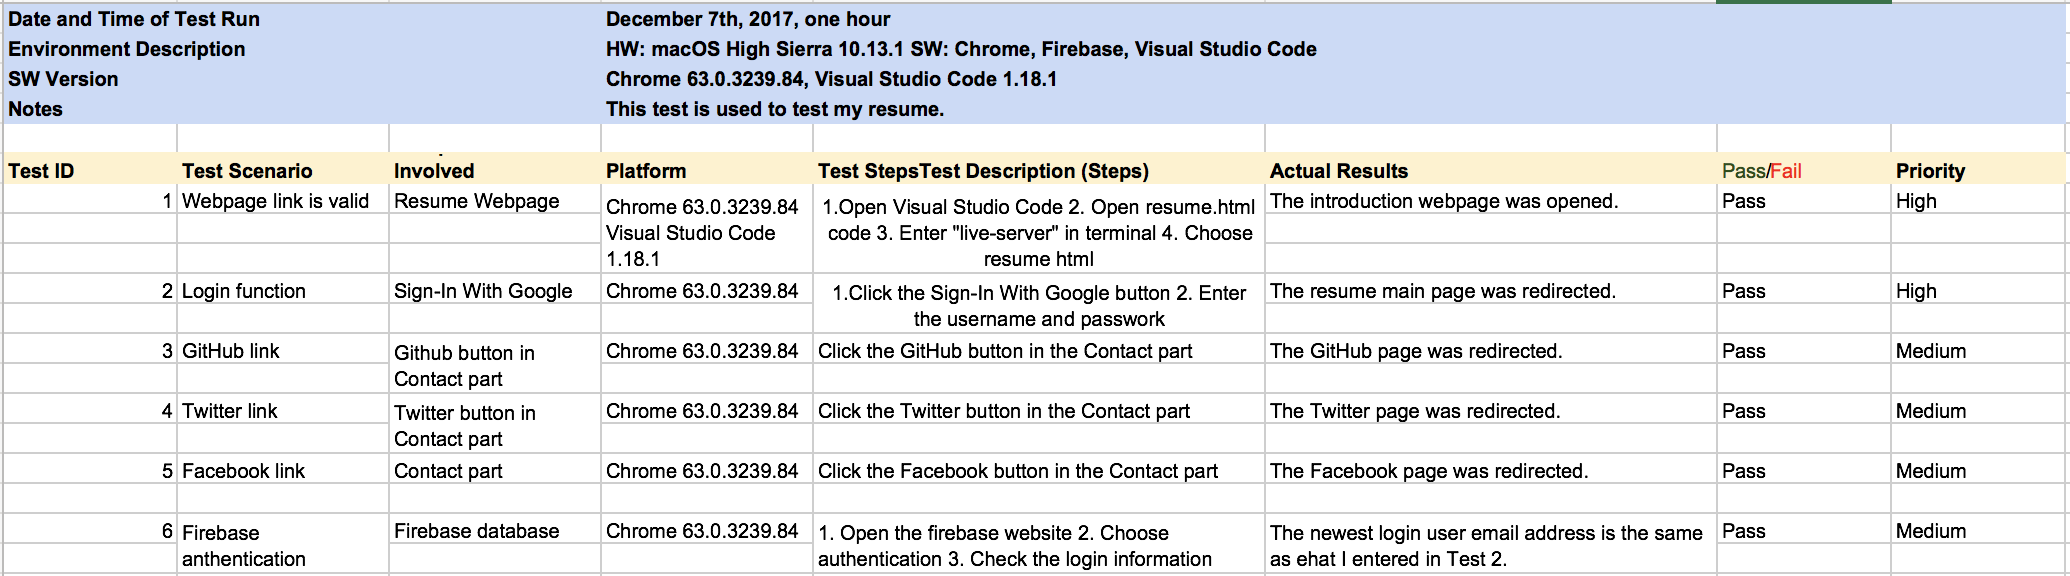 Date and Time of Test Run December 7th, 2017, one hour
Environment Description HW: macOS High Sierra 10.13.1 SW: Chrome, Firebase, Visual Studio Code
SW Version Chrome 63.0.3239.84, Visual Studio Code 1.18.1
Notes This test is used to test my resume.
Test ID Test Scenario Involved Platform Test StepsTest Description (Steps) Actual Results Pass/Fail Priority
1 Webpage link is valid Resume Webpage Chrome 63.0.3239.84 1.Open Visual Studio Code 2. Open resume.html The introduction webpage was opened. Pass High
Visual Studio Code code 3. Enter "live-server" in terminal 4. Choose
1.18.1 resume html
2 Login function Sign-In With Google Chrome 63.0.3239.84 1.Click the Sign-In With Google button 2. Enter The resume main page was redirected. Pass High
the username and passwork
3 GitHub link Github button in Chrome 63.0.3239.84 Click the GitHub button in the Contact part The GitHub page was redirected. Pass Medium
Contact part
4 Twitter link Twitter button in Chrome 63.0.3239.84 Click the Twitter button in the Contact part The Twitter page was redirected. Pass Medium
Contact part
5 Facebook link Contact part Chrome 63.0.3239.84 Click the Facebook button in the Contact part The Facebook page was redirected. Pass Medium
6 Firebase Firebase database Chrome 63.0.3239.84 1. Open the firebase website 2. Choose The newest login user email address is the same Pass Medium
anthentication authentication 3. Check the login information as ehat I entered in Test 2.